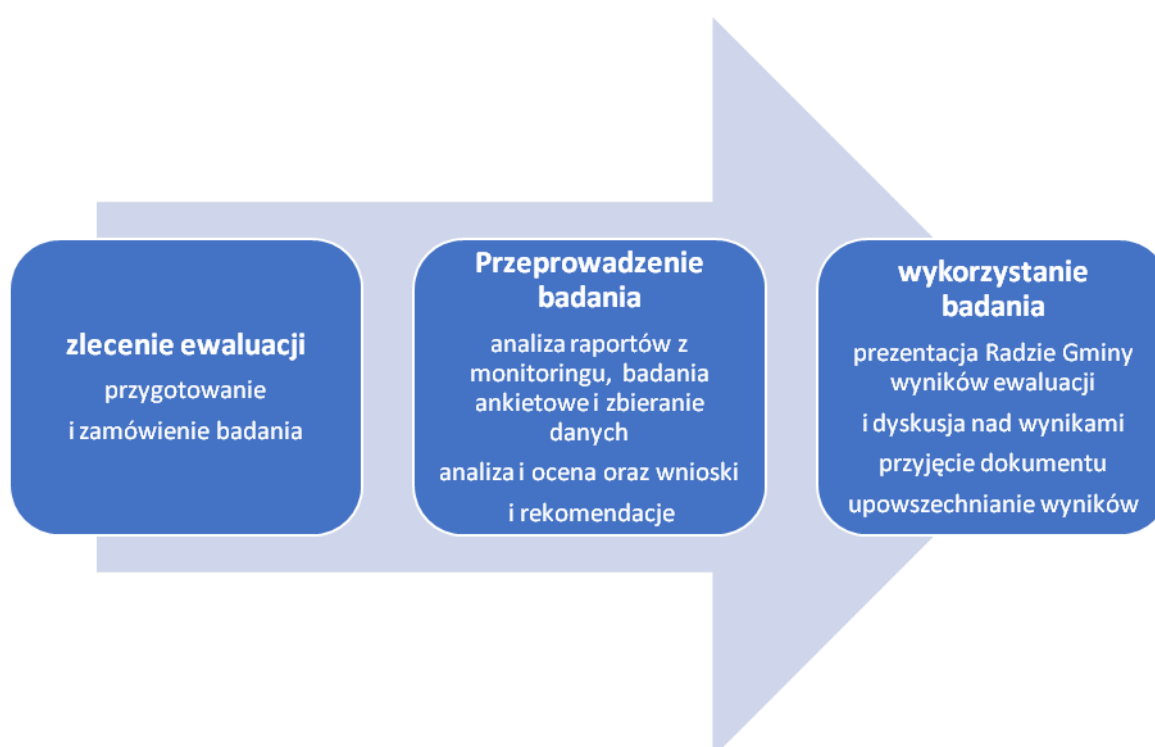 zlecenie ewaluacji
przygotowanie
i zamówienie badania
Przeprowadzenie
badania
analiza raportów z
monitoringu, badania
ankietowe i zbieranie
danych
analiza i ocena oraz wnioski
i rekomendacje
wykorzystanie
badania
prezentacja Radzie Gminy
wyników ewaluacji
i dyskusja nad wynikami
przyjęcie dokumentu
upowszechnianie wyników